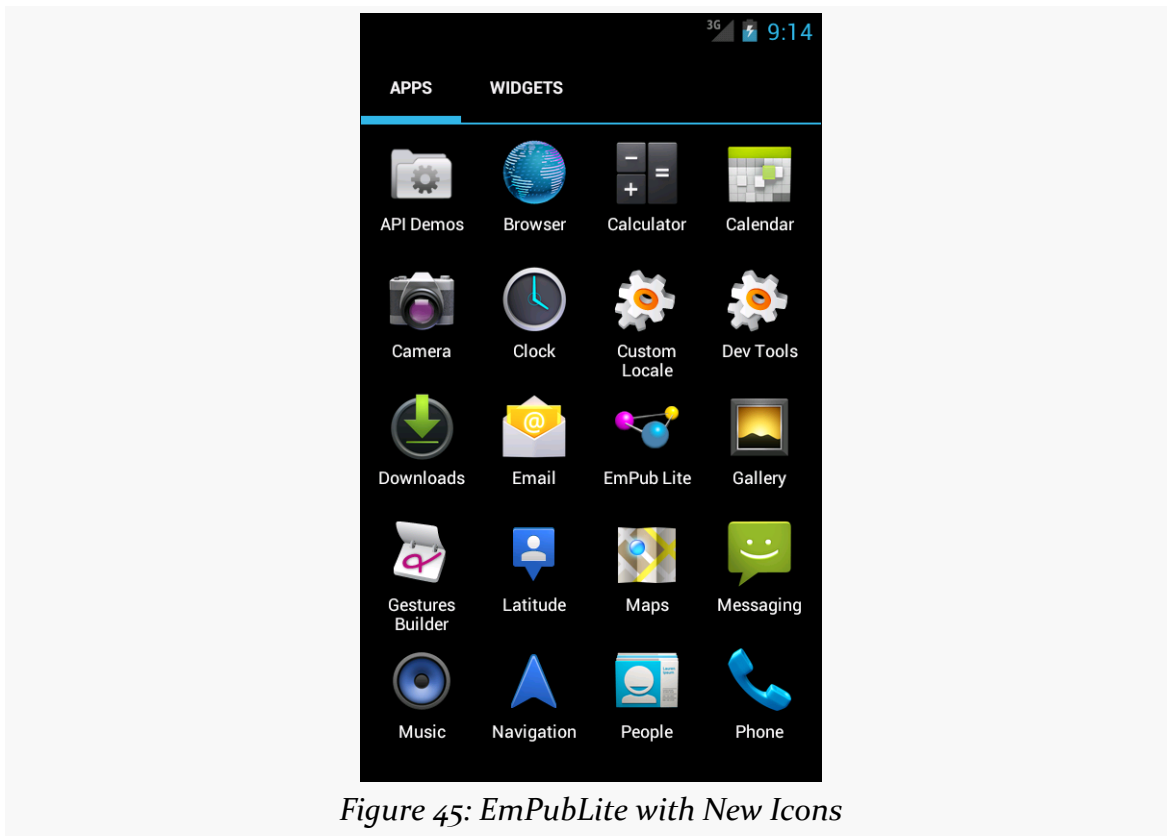 3G 9:14
APPS WIDGETS
API Demos Browser Calculator Calendar
Camera Clock Custom Locale Dev Tools
Downloads Email EmPub Lite Gallery
Gestures Builder Latitude Maps Messaging
Music Navigation People Phone
Figure 45: EmPubLite with New Icons